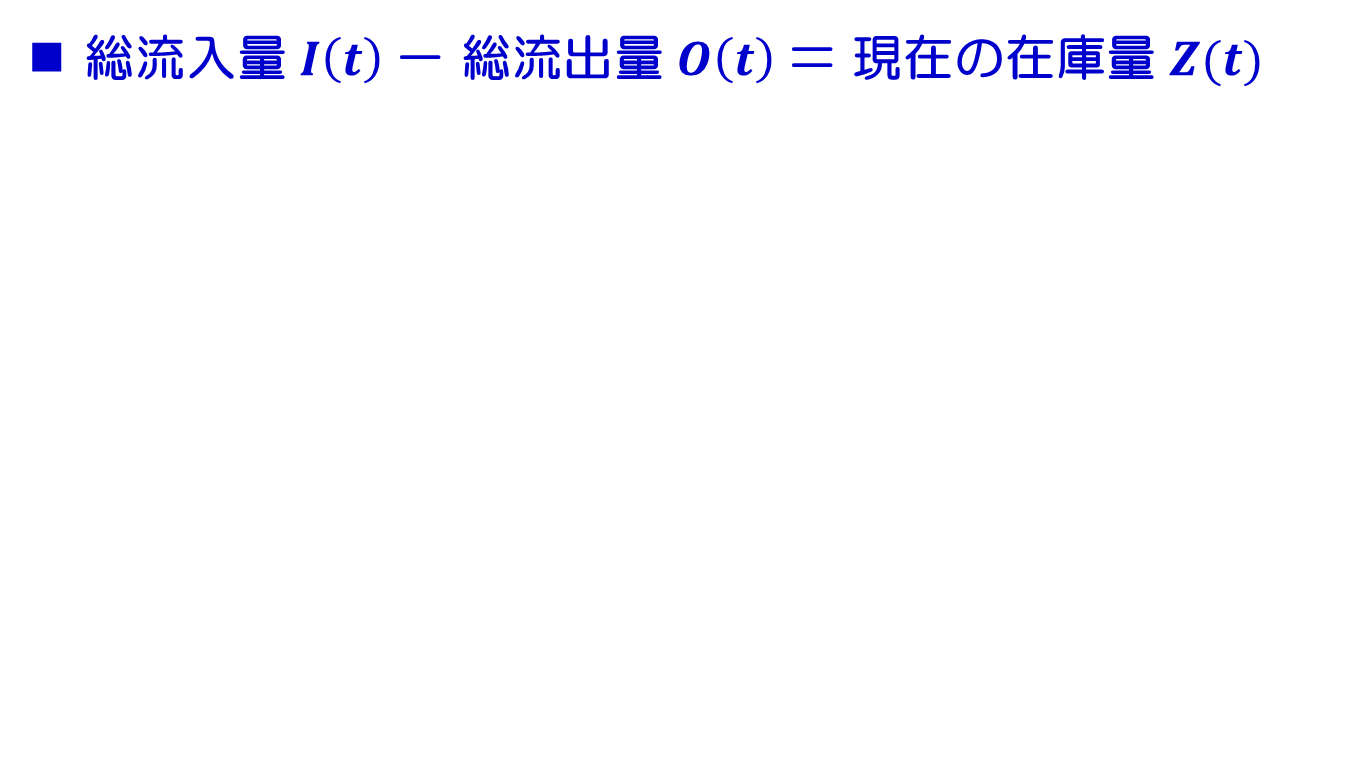 ■ 総流入量 I(t) － 総流出量 O(t) ＝ 現在の在庫量 Z(t)